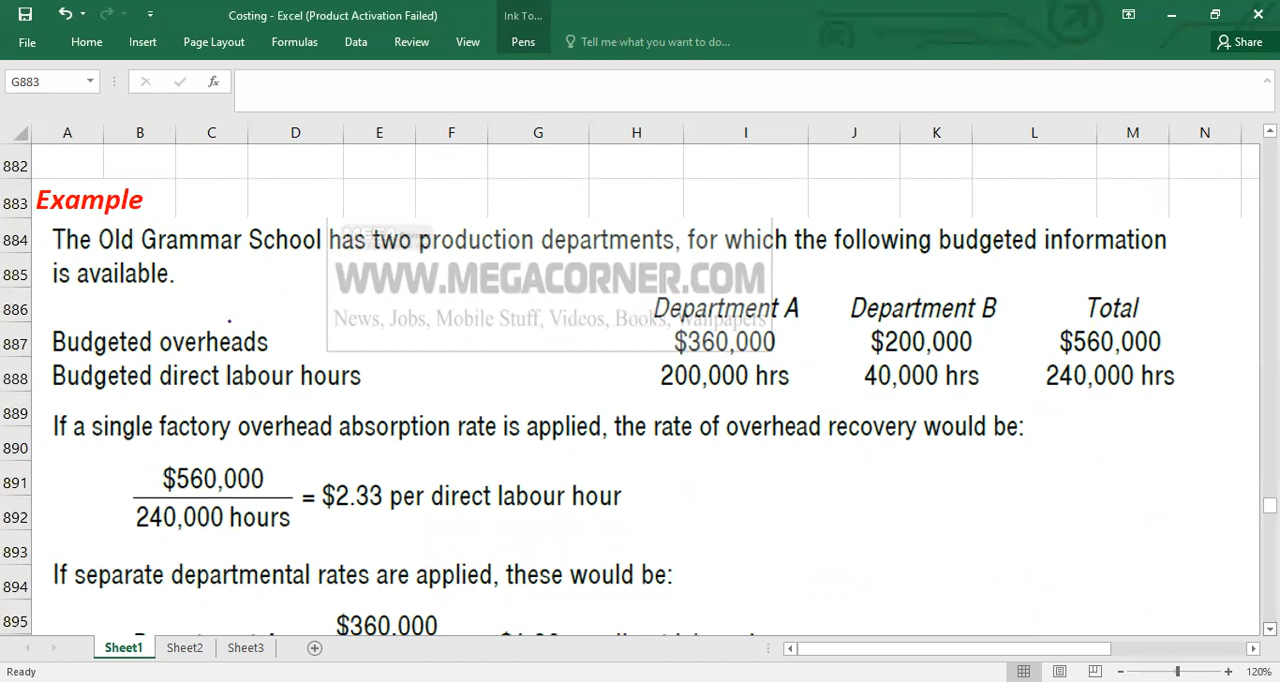 Costing - Excel (Product Activation Failed)
Ink To...
File Home Insert Page Layout Formulas Data Review View Pens Tell me what you want to do... Share
G883
fx
A B C D E F G H I J K L M N
882
883 Example
884 The Old Grammar School has two production departments, for which the following budgeted information
885 is available.
WWW.MEGACORNER.COM
News, Jobs, Mobile Stuff, Videos, Books, Wallpapers
886 Department A Department B Total
887 Budgeted overheads $360,000 $200,000 $560,000
888 Budgeted direct labour hours 200,000 hrs 40,000 hrs 240,000 hrs
889 If a single factory overhead absorption rate is applied, the rate of overhead recovery would be:
890
891 $560,000
= $2.33 per direct labour hour
892 240,000 hours
893
894 If separate departmental rates are applied, these would be:
895 $360,000
Sheet1 Sheet2 Sheet3
Ready 120%